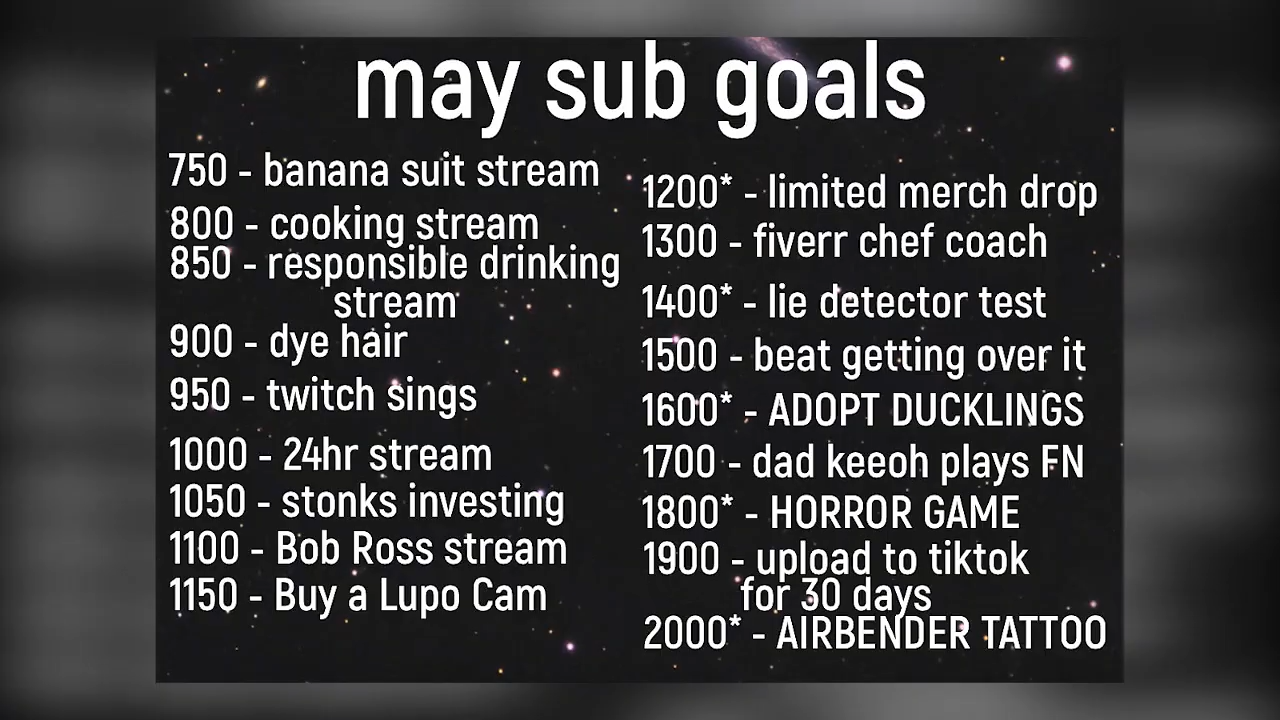 may sub goals
750 - banana suit stream
800 - cooking stream
850 - responsible drinking
stream
900 - dye hair
950 - twitch sings
1000 - 24hr stream
1050 - stonks investing
1100 - Bob Ross stream
1150 - Buy a Lupo Cam
1200* - limited merch drop
1300 - fiverr chef coach
1400* - lie detector test
1500 - beat getting over it
1600* - ADOPT DUCKLINGS
1700 - dad keeoh plays FN
1800* - HORROR GAME
1900 - upload to tiktok
for 30 days
2000* - AIRBENDER TATTOO